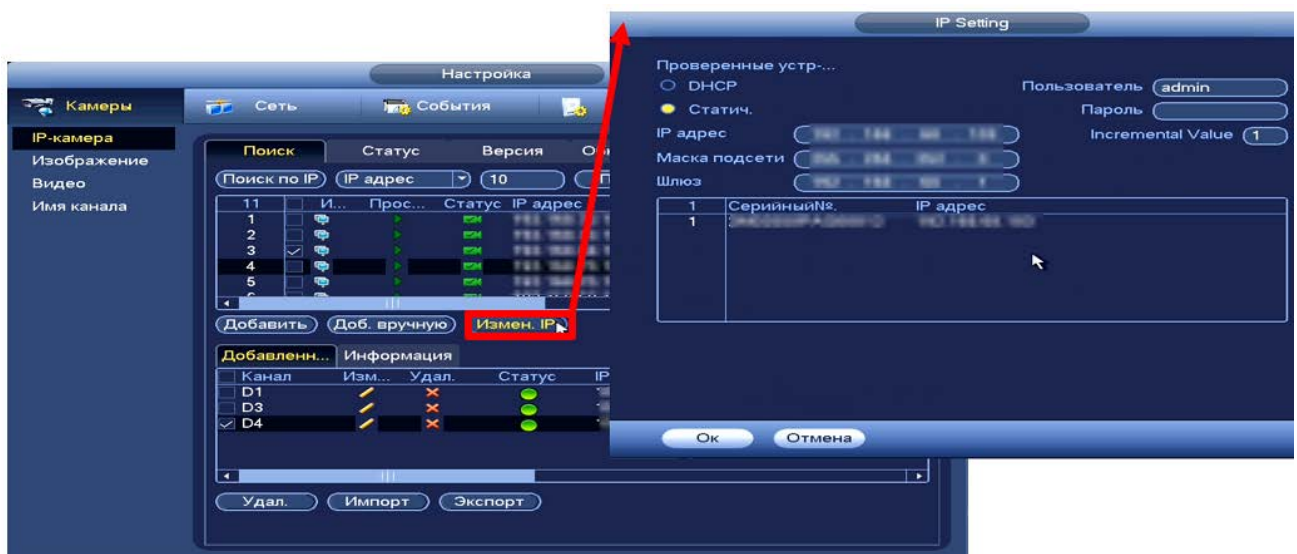 IP Setting
Проверенные устр-...
DHCP
Пользователь admin
Статич.
Пароль
IP адрес
Incremental Value 1
Маска подсети
Шлюз
1 Серийный№. IP адрес
1
Ок Отмена
Настройка
Камеры Сеть События
IP-камера
Изображение
Видео
Имя канала
Поиск Статус Версия
Поиск по IP IP адрес 10
11 И... Прос... Статус IP адрес
1
2
3
4
5
Добавить Доб. вручную Измен. IP
Добавленн... Информация
Канал Изм... Удал. Статус IP
D1
D3
D4
Удал. Импорт Экспорт